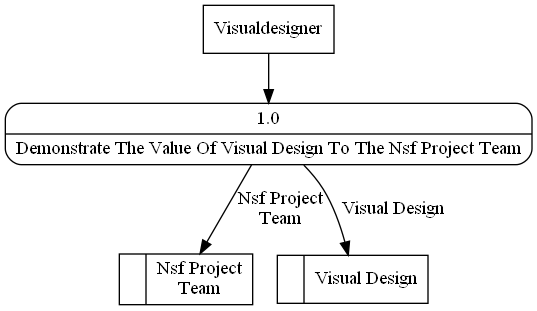 Visualdesigner
1.0
Demonstrate The Value Of Visual Design To The Nsf Project Team
Nsf Project
Team
Visual Design
Nsf Project
Team
Visual Design